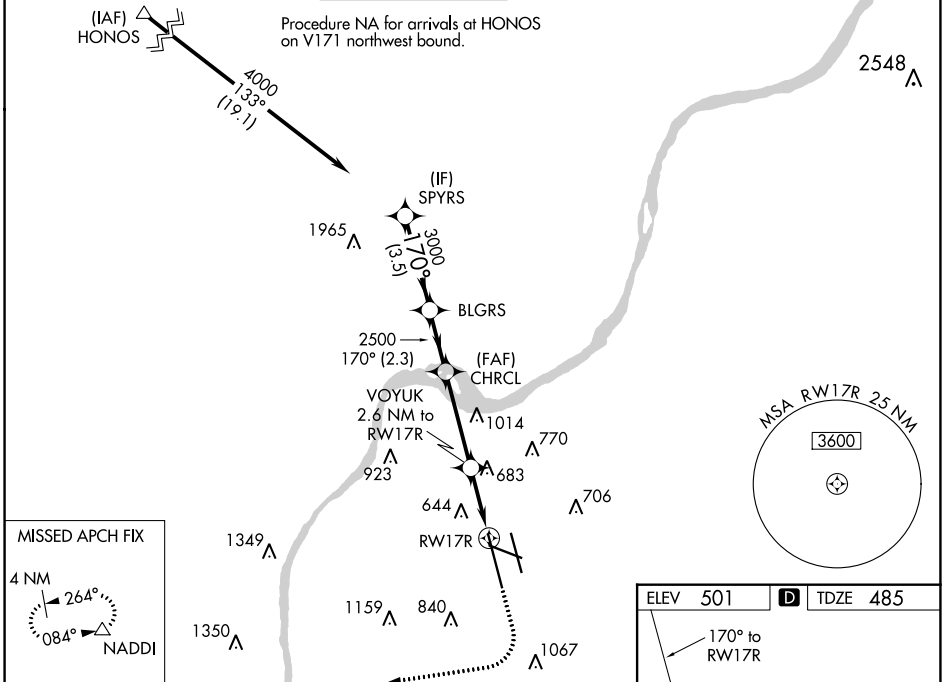 (IAF)
HONOS
Procedure NA for arrivals at HONOS
on V171 northwest bound.
4000
133°
(19.1)
2548
(IF)
SPYRS
1965
3000
170°
(3.5)
BLGRS
2500
170° (2.3)
(FAF)
CHRCL
VOYUK
2.6 NM to
RW17R
1014
770
923
683
644
706
RW17R
MSA RW17R 25 NM
3600
MISSED APCH FIX
4 NM
264°
084°
NADDI
1349
1350
1159
840
1067
ELEV 501 D TDZE 485
170° to
RW17R